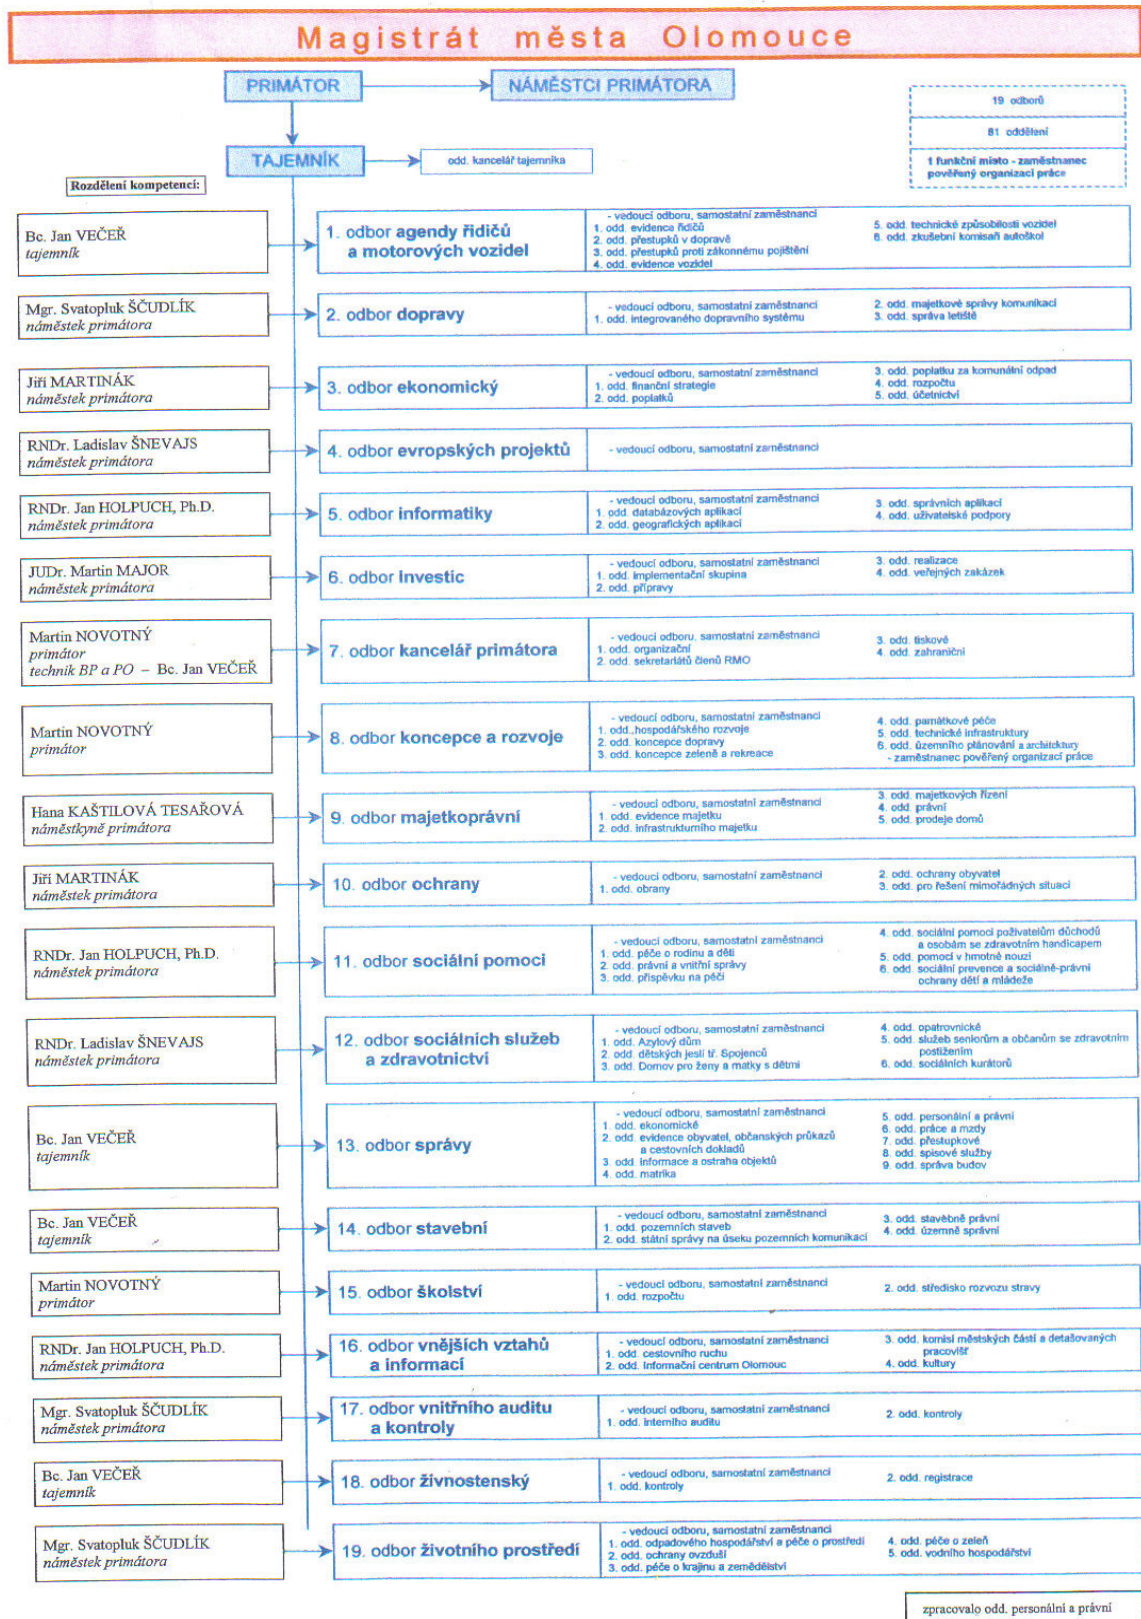 Magistrát města Olomouce
PRIMÁTOR
NÁMĚSTCI PRIMÁTORA
19 odborů
81 oddělení
1 funkční místo - zaměstnanec
pověřený organizací práce
TAJEMNÍK
odd. kancelář tajemníka
Rozdělení kompetencí:
Bc. Jan VEČEŘ
tajemník
1. odbor agendy řidičů
a motorových vozidel
- vedoucí odboru, samostatní zaměstnanci
1. odd. evidence řidičů
2. odd. přestupků v dopravě
3. odd. přestupků proti zákonnému pojištění
4. odd. evidence vozidel
5. odd. technické způsobilosti vozidel
6. odd. zkušební komisaři autoškol
Mgr. Svatopluk ŠČUDLÍK
náměstek primátora
2. odbor dopravy
- vedoucí odboru, samostatní zaměstnanci
1. odd. integrovaného dopravního systému
2. odd. majetkové správy komunikací
3. odd. správa letiště
Jiří MARTINÁK
náměstek primátora
3. odbor ekonomický
- vedoucí odboru, samostatní zaměstnanci
1. odd. finanční strategie
2. odd. poplatků
3. odd. poplatku za komunální odpad
4. odd. rozpočtu
5. odd. účetnictví
RNDr. Ladislav ŠNEVAJS
náměstek primátora
4. odbor evropských projektů
- vedoucí odboru, samostatní zaměstnanci
RNDr. Jan HOLPUCH, Ph.D.
náměstek primátora
5. odbor informatiky
- vedoucí odboru, samostatní zaměstnanci
1. odd. databázových aplikací
2. odd. geografických aplikací
3. odd. správních aplikací
4. odd. uživatelské podpory
JUDr. Martin MAJOR
náměstek primátora
6. odbor investic
- vedoucí odboru, samostatní zaměstnanci
1. odd. implementační skupina
2. odd. přípravy
3. odd. realizace
4. odd. veřejných zakázek
Martin NOVOTNÝ
primátor
technik BP a PO – Bc. Jan VEČEŘ
7. odbor kancelář primátora
- vedoucí odboru, samostatní zaměstnanci
1. odd. organizační
2. odd. sekretariátů členů RMO
3. odd. tiskové
4. odd. zahraniční
Martin NOVOTNÝ
primátor
8. odbor koncepce a rozvoje
- vedoucí odboru, samostatní zaměstnanci
1. odd. hospodářského rozvoje
2. odd. koncepce dopravy
3. odd. koncepce zeleně a rekreace
4. odd. památkové péče
5. odd. technické infrastruktury
6. odd. územního plánování a architektury
- zaměstnanec pověřený organizací práce
Hana KAŠTILOVÁ TESAŘOVÁ
náměstkyně primátora
9. odbor majetkoprávní
- vedoucí odboru, samostatní zaměstnanci
1. odd. evidence majetku
2. odd. infrastrukturního majetku
3. odd. majetkových řízení
4. odd. právní
5. odd. prodeje domů
Jiří MARTINÁK
náměstek primátora
10. odbor ochrany
- vedoucí odboru, samostatní zaměstnanci
1. odd. obrany
2. odd. ochrany obyvatel
3. odd. pro řešení mimořádných situací
RNDr. Jan HOLPUCH, Ph.D.
náměstek primátora
11. odbor sociální pomoci
- vedoucí odboru, samostatní zaměstnanci
1. odd. péče o rodinu a děti
2. odd. právní a vnitřní správy
3. odd. příspěvku na péči
4. odd. sociální pomoci poživatelům důchodů
a osobám se zdravotním handicapem
5. odd. pomoci v hmotné nouzi
6. odd. sociální prevence a sociálně-právní
ochrany dětí a mládeže
RNDr. Ladislav ŠNEVAJS
náměstek primátora
12. odbor sociálních služeb
a zdravotnictví
- vedoucí odboru, samostatní zaměstnanci
1. odd. Azylový dům
2. odd. dětských jeslí tř. Spojenců
3. odd. Domov pro ženy a matky s dětmi
4. odd. opatrovnické
5. odd. služeb seniorům a občanům se zdravotním
postižením
6. odd. sociálních kurátorů
Bc. Jan VEČEŘ
tajemník
13. odbor správy
- vedoucí odboru, samostatní zaměstnanci
1. odd. ekonomické
2. odd. evidence obyvatel, občanských průkazů
a cestovních dokladů
3. odd. informace a ostraha objektů
4. odd. matrika
5. odd. personální a právní
6. odd. práce a mzdy
7. odd. přestupkové
8. odd. spisové služby
9. odd. správa budov
Bc. Jan VEČEŘ
tajemník
14. odbor stavební
- vedoucí odboru, samostatní zaměstnanci
1. odd. pozemních staveb
2. odd. státní správy na úseku pozemních komunikací
3. odd. stavebně právní
4. odd. územně správní
Martin NOVOTNÝ
primátor
15. odbor školství
- vedoucí odboru, samostatní zaměstnanci
1. odd. rozpočtu
2. odd. středisko rozvozu stravy
RNDr. Jan HOLPUCH, Ph.D.
náměstek primátora
16. odbor vnějších vztahů
a informací
- vedoucí odboru, samostatní zaměstnanci
1. odd. cestovního ruchu
2. odd. Informační centrum Olomouc
3. odd. komisí městských částí a detašovaných
pracovišť
4. odd. kultury
Mgr. Svatopluk ŠČUDLÍK
náměstek primátora
17. odbor vnitřního auditu
a kontroly
- vedoucí odboru, samostatní zaměstnanci
1. odd. interního auditu
2. odd. kontroly
Bc. Jan VEČEŘ
tajemník
18. odbor živnostenský
- vedoucí odboru, samostatní zaměstnanci
1. odd. kontroly
2. odd. registrace
Mgr. Svatopluk ŠČUDLÍK
náměstek primátora
19. odbor životního prostředí
- vedoucí odboru, samostatní zaměstnanci
1. odd. odpadového hospodářství a péče o prostředí
2. odd. ochrany ovzduší
3. odd. péče o krajinu a zemědělství
4. odd. péče o zeleň
5. odd. vodního hospodářství
zpracovalo odd. personální a právní